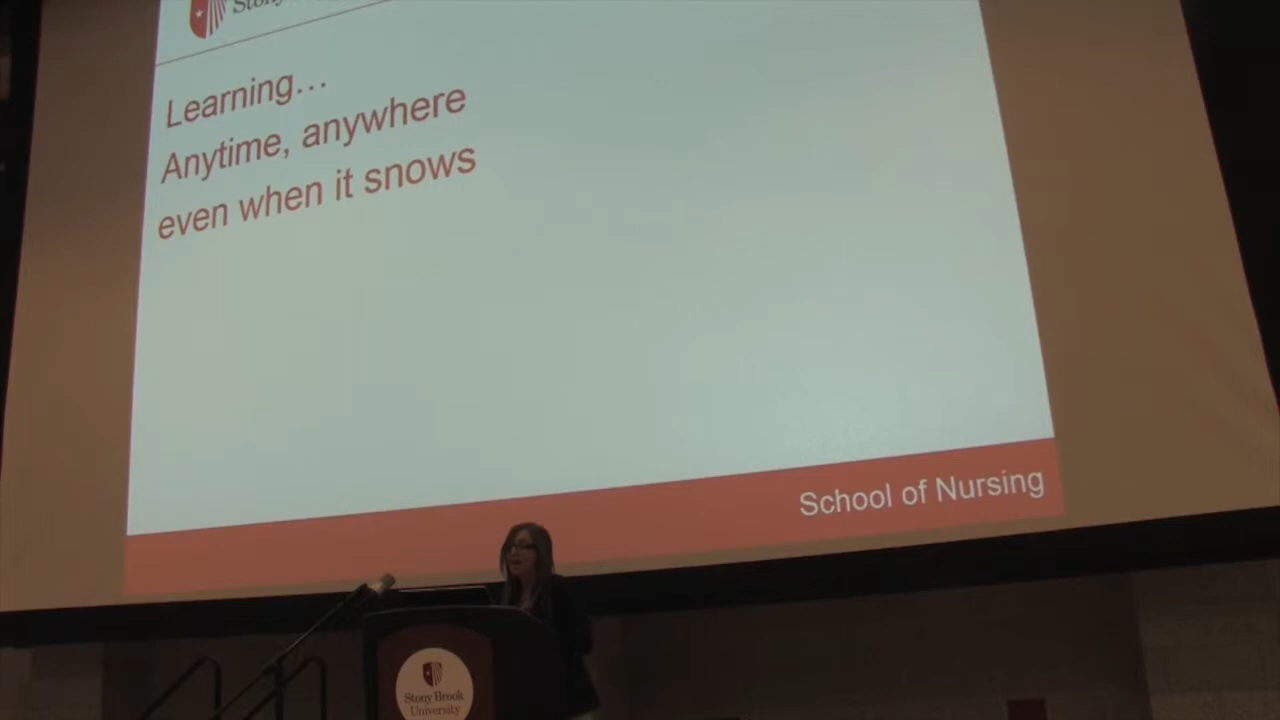 Learning...
Anytime, anywhere
even when it snows
School of Nursing
Stony Brook
University